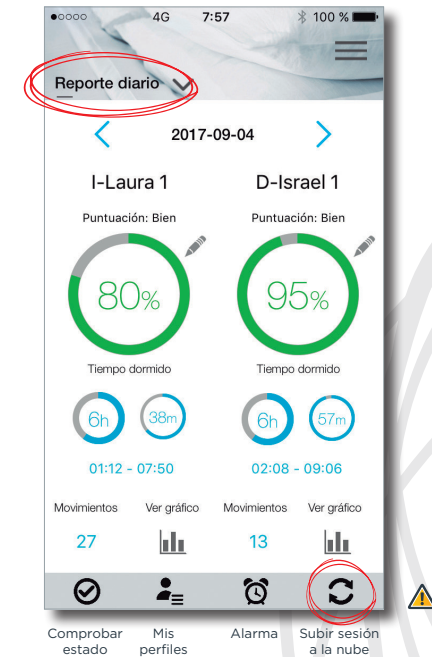 4G 7:57 100 %
Reporte diario
2017-09-04
I-Laura 1 D-Israel 1
Puntuación: Bien Puntuación: Bien
80% 95%
Tiempo dormido Tiempo dormido
6h 38m 6h 57m
01:12 - 07:50 02:08 - 09:06
Movimientos Ver gráfico Movimientos Ver gráfico
27 13
Comprobar Mis Alarma Subir sesión
estado perfiles a la nube